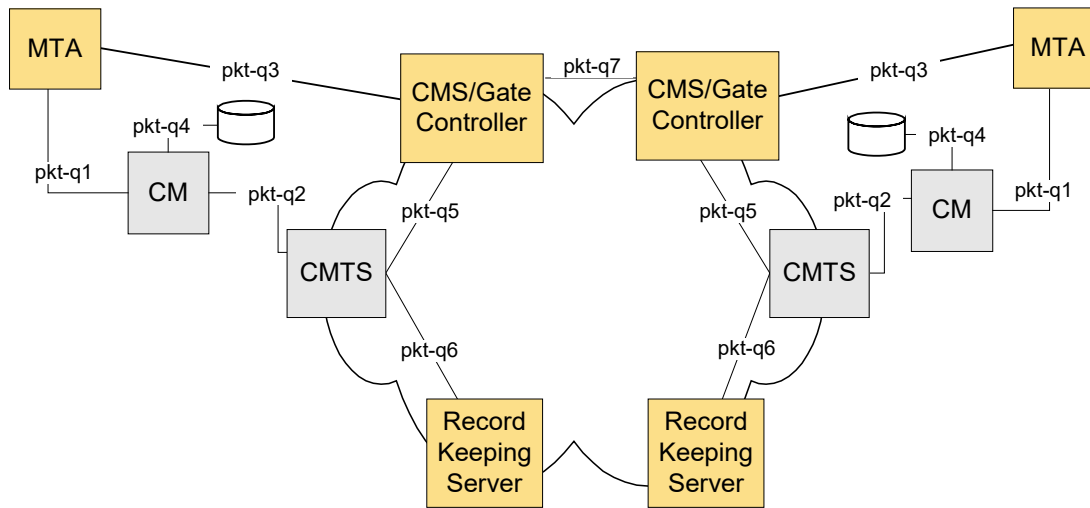 MTA
MTA
pkt-q3
pkt-q7
pkt-q3
CMS/Gate
Controller
CMS/Gate
Controller
pkt-q4
pkt-q4
pkt-q1
CM
pkt-q2
pkt-q5
pkt-q5
pkt-q2
CM
pkt-q1
CMTS
CMTS
pkt-q6
pkt-q6
Record
Keeping
Server
Record
Keeping
Server